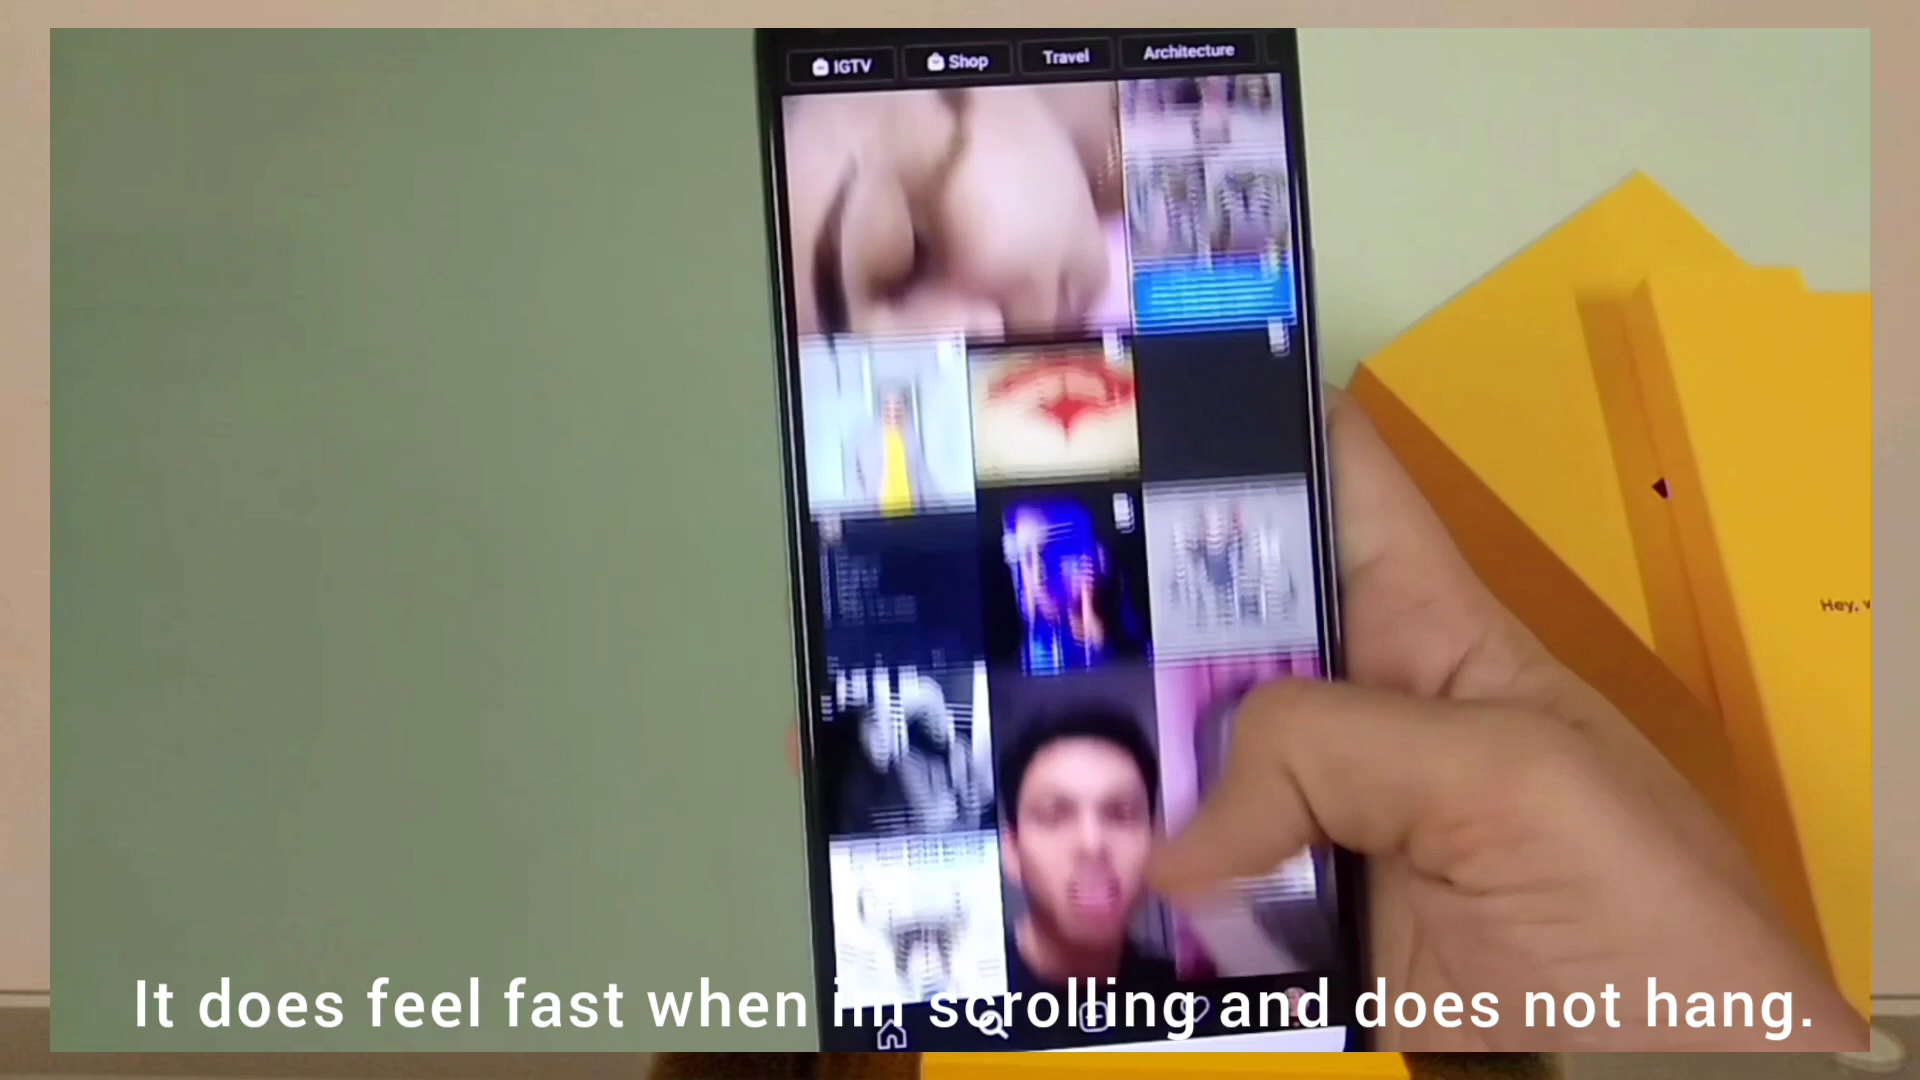 IGTV
Shop
Travel
Architecture
Hey,
It does feel fast when im scrolling and does not hang.